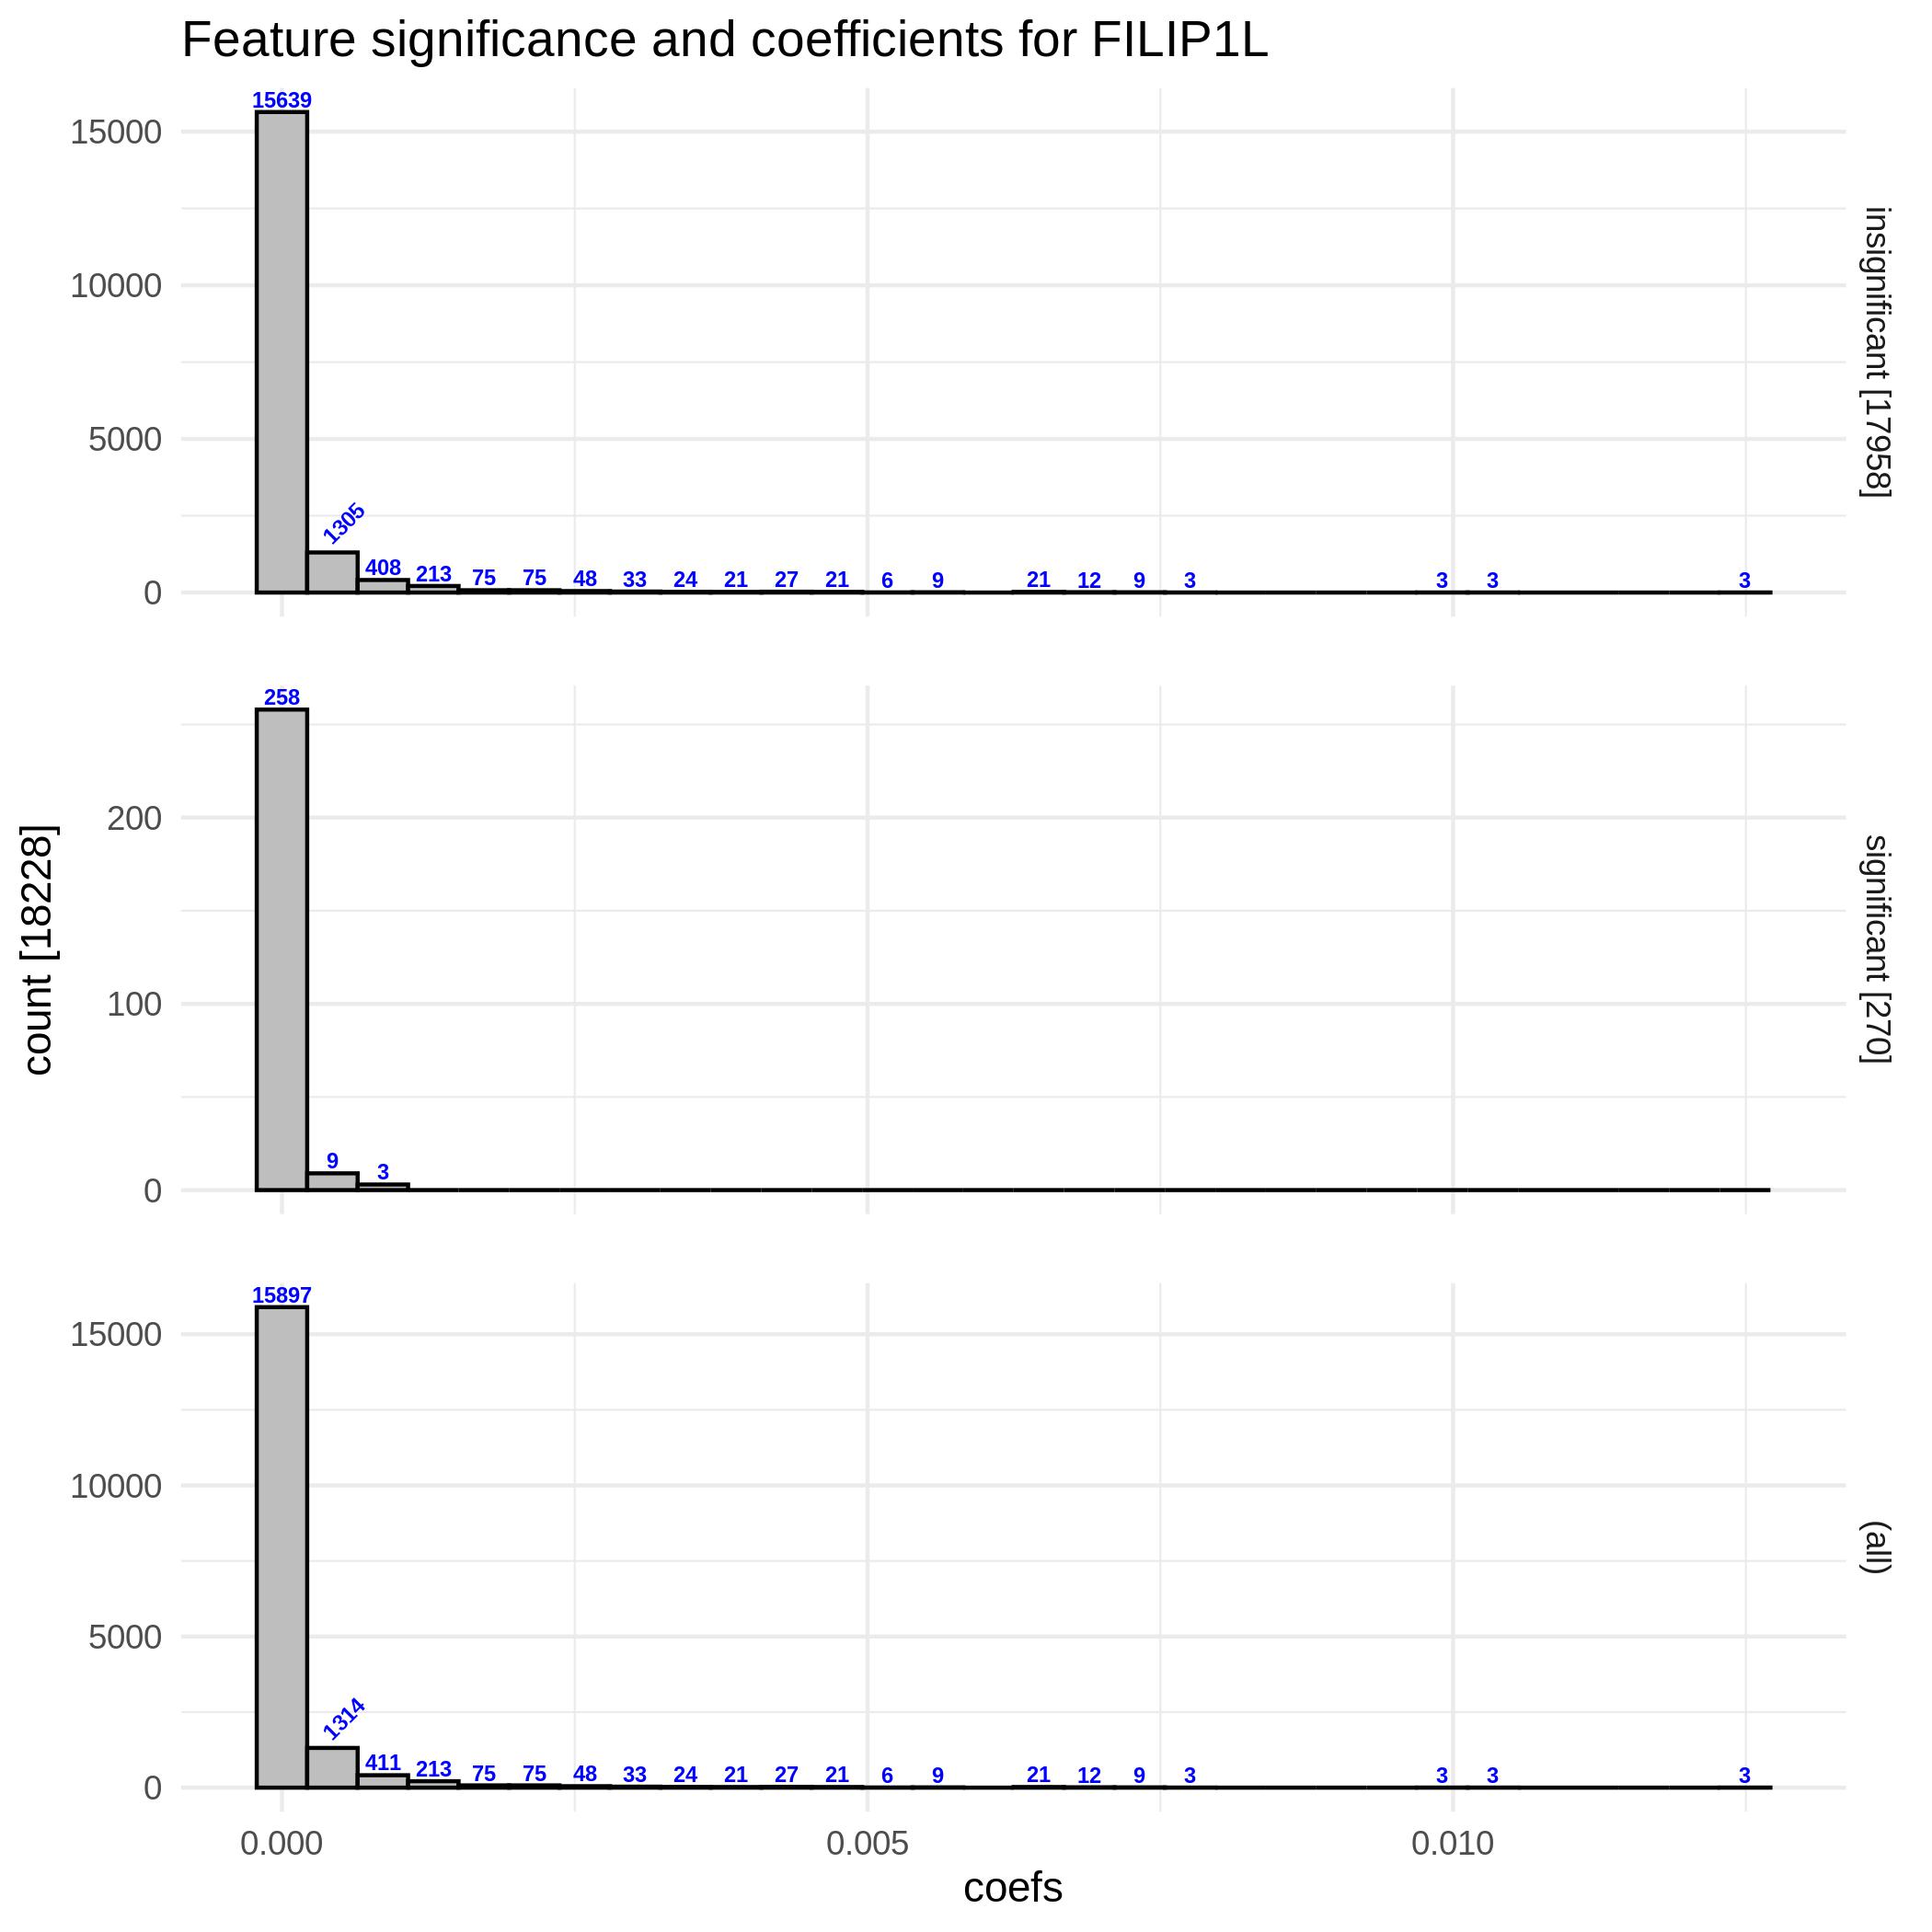 Feature significance and coefficients for FILIP1L
15639
15000
10000
5000
0
1305
408 213 75 75 48 33 24 21 27 21 6 9 21 12 9 3 3 3 3
insignificant [17958]
count [18228]
258
200
100
0
9
3
significant [270]
15897
15000
10000
5000
0
1314
411 213 75 75 48 33 24 21 27 21 6 9 21 12 9 3 3 3 3
(all)
0.000 0.005 0.010
coefs